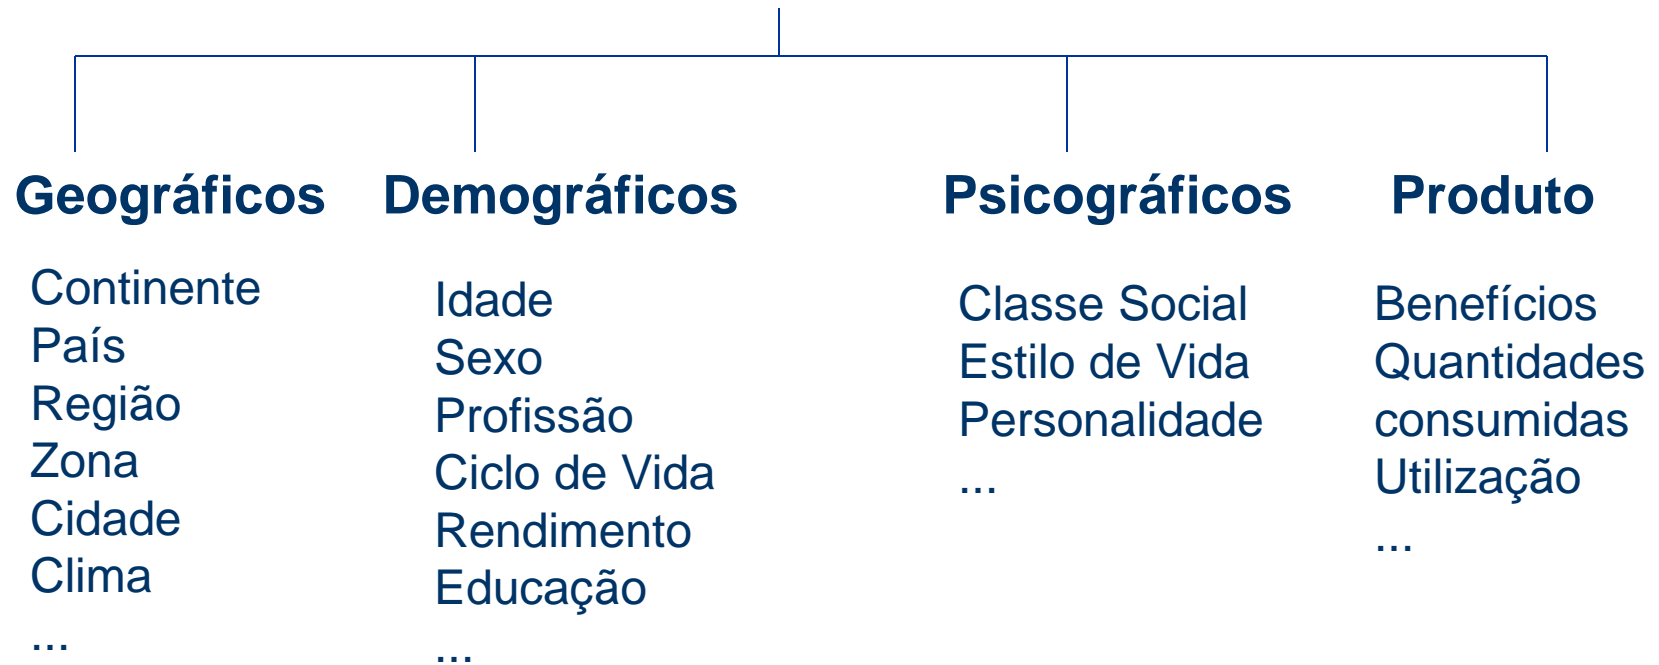 Geográficos
Continente
País
Região
Zona
Cidade
Clima
...
Demográficos
Idade
Sexo
Profissão
Ciclo de Vida
Rendimento
Educação
...
Psicográficos
Classe Social
Estilo de Vida
Personalidade
...
Produto
Benefícios
Quantidades
consumidas
Utilização
...